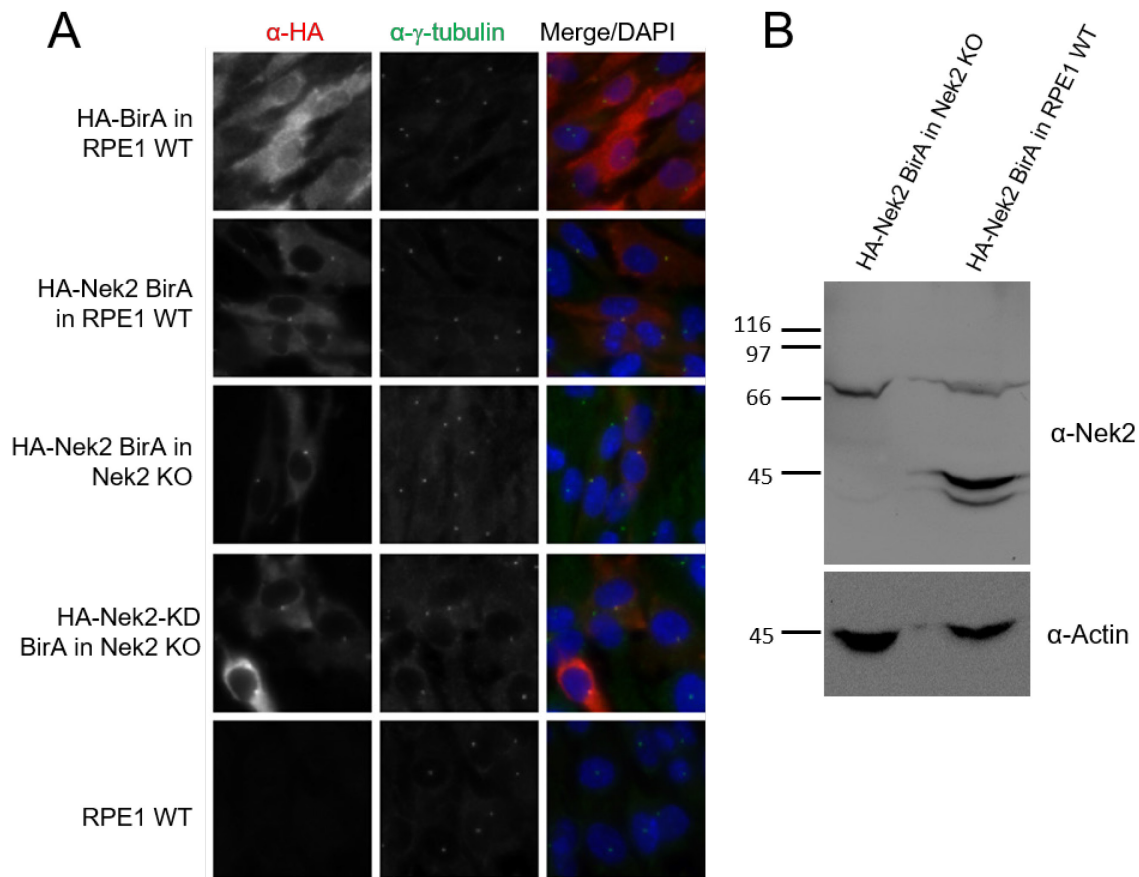 A
α-HA
α-γ-tubulin
Merge/DAPI
HA-BirA in
RPE1 WT
HA-Nek2 BirA
in RPE1 WT
HA-Nek2 BirA in
Nek2 KO
HA-Nek2-KD
BirA in Nek2 KO
RPE1 WT
B
HA-Nek2 BirA in Nek2 KO
HA-Nek2 BirA in RPE1 WT
116
97
66
45
α-Nek2
45
α-Actin